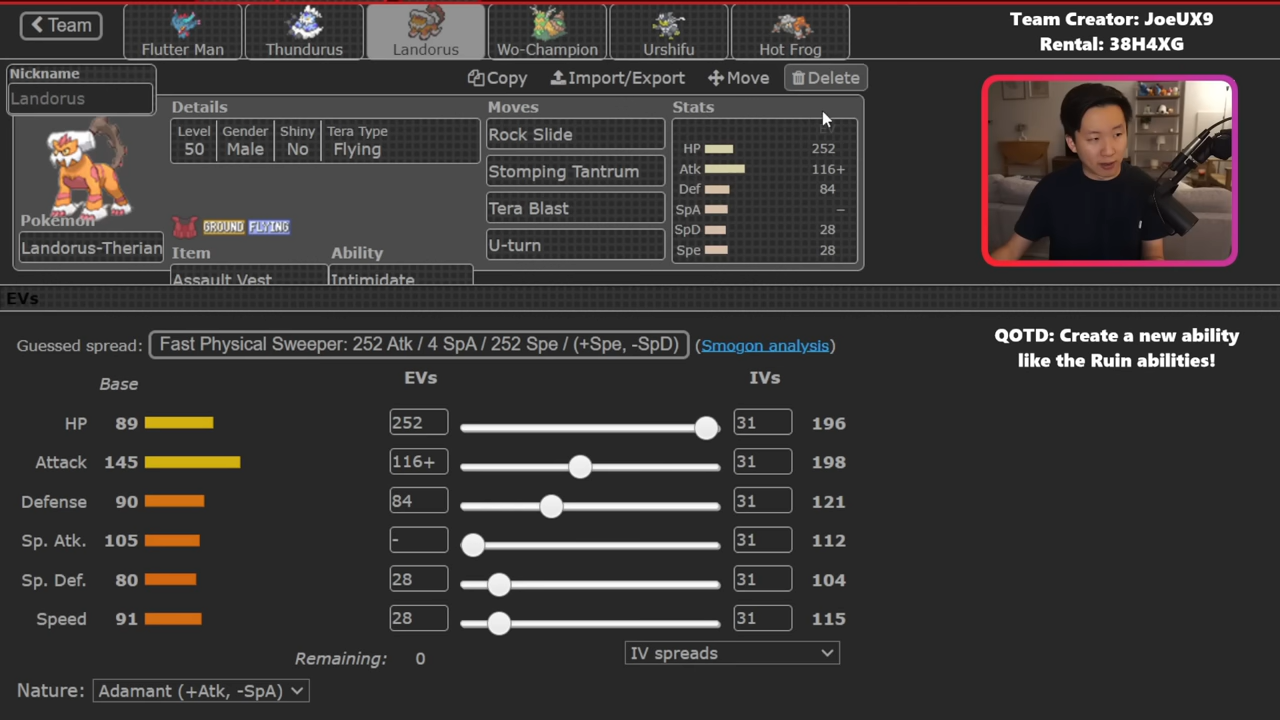 Team
Flutter Man
Thundurus
Landorus
Wo-Champion
Urshifu
Hot Frog
Team Creator: JoeUX9
Rental: 38H4XG
Copy
Import/Export
Move
Delete
Nickname
Landorus
Details
Level
50
Gender
Male
Shiny
No
Tera Type
Flying
Pokémon
Landorus-Therian
GROUND FLYING
Item
Assault Vest
Ability
Intimidate
Moves
Rock Slide
Stomping Tantrum
Tera Blast
U-turn
Stats
HP 252
Atk 116+
Def 84
SpA –
SpD 28
Spe 28
EVs
Guessed spread: Fast Physical Sweeper: 252 Atk / 4 SpA / 252 Spe / (+Spe, -SpD) (Smogon analysis)
QOTD: Create a new ability
like the Ruin abilities!
Base EVs IVs
HP 89 252 31 196
Attack 145 116+ 31 198
Defense 90 84 31 121
Sp. Atk. 105 - 31 112
Sp. Def. 80 28 31 104
Speed 91 28 31 115
Remaining: 0
IV spreads
Nature: Adamant (+Atk, -SpA)